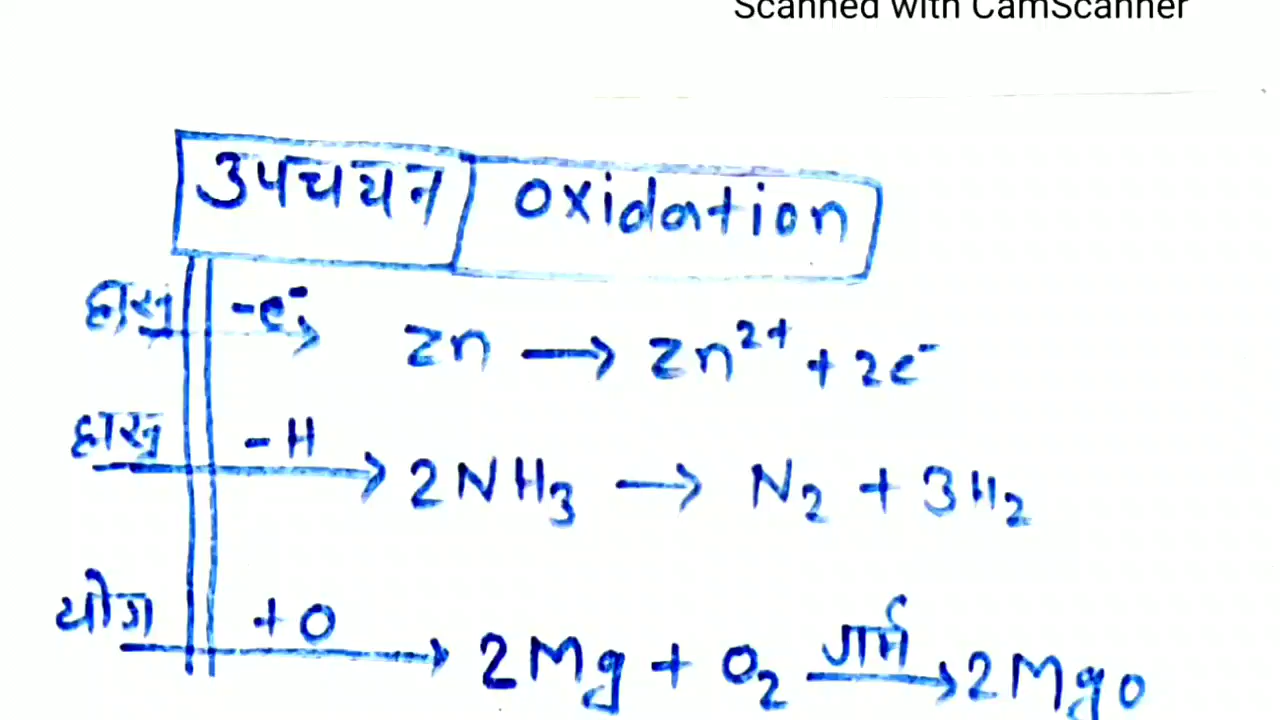 Scanned with CamScanner
उपचयन oxidation
ह्रास -e⁻ Zn → Zn²⁺ + 2e⁻
ह्रास -H 2NH₃ → N₂ + 3H₂
योग +O 2Mg + O₂ गर्म → 2MgO